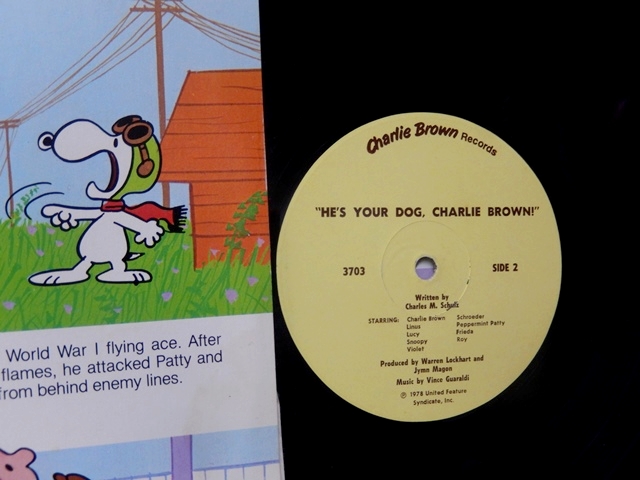 World War I flying ace. After
flames, he attacked Patty and
from behind enemy lines.
Charlie Brown Records
"HE'S YOUR DOG, CHARLIE BROWN!"
3703
SIDE 2
Written by
Charles M. Schulz
STARRING: Charlie Brown Schroeder
Linus Peppermint Patty
Lucy Frieda
Snoopy Roy
Violet
Produced by Warren Lockhart and
Jymn Magon
Music by Vince Guaraldi
℗ 1978 United Feature
Syndicate, Inc.